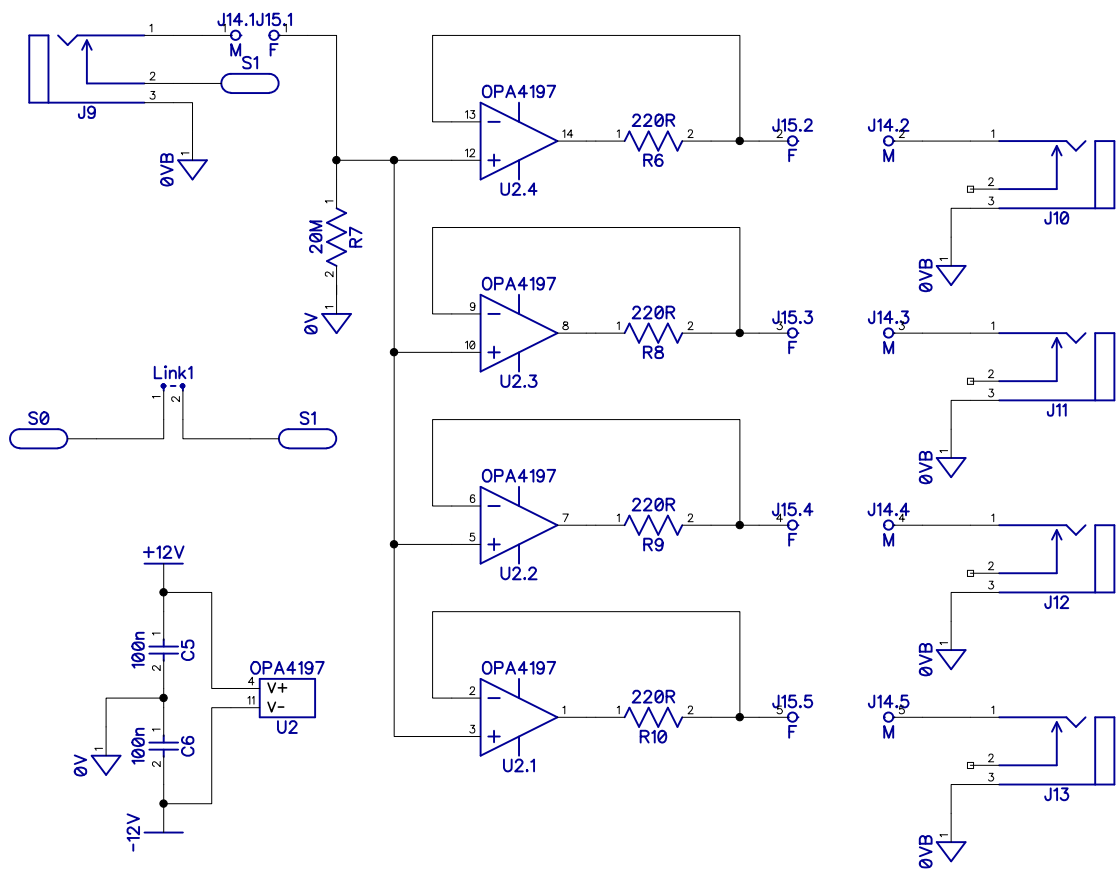 J14.1 J15.1
1
1
1
M
F
S1
2
3
J9
1
0VB
OPA4197
13
12
14
U2.4
220R
1
2
R6
J15.2
2
F
J14.2
2
M
1
2
3
J10
1
0VB
1
20M
R7
2
1
0V
OPA4197
9
10
8
U2.3
220R
1
2
R8
J15.3
3
F
J14.3
3
M
1
2
3
J11
1
0VB
Link1
1
2
S0
S1
OPA4197
6
5
7
U2.2
220R
1
2
R9
J15.4
4
F
J14.4
4
M
1
2
3
J12
1
0VB
+12V
1
100n
C5
2
OPA4197
4
V+
11
V-
U2
1
0V
1
100n
C6
2
-12V
OPA4197
2
3
1
U2.1
220R
1
2
R10
J15.5
5
F
J14.5
5
M
1
2
3
J13
1
0VB